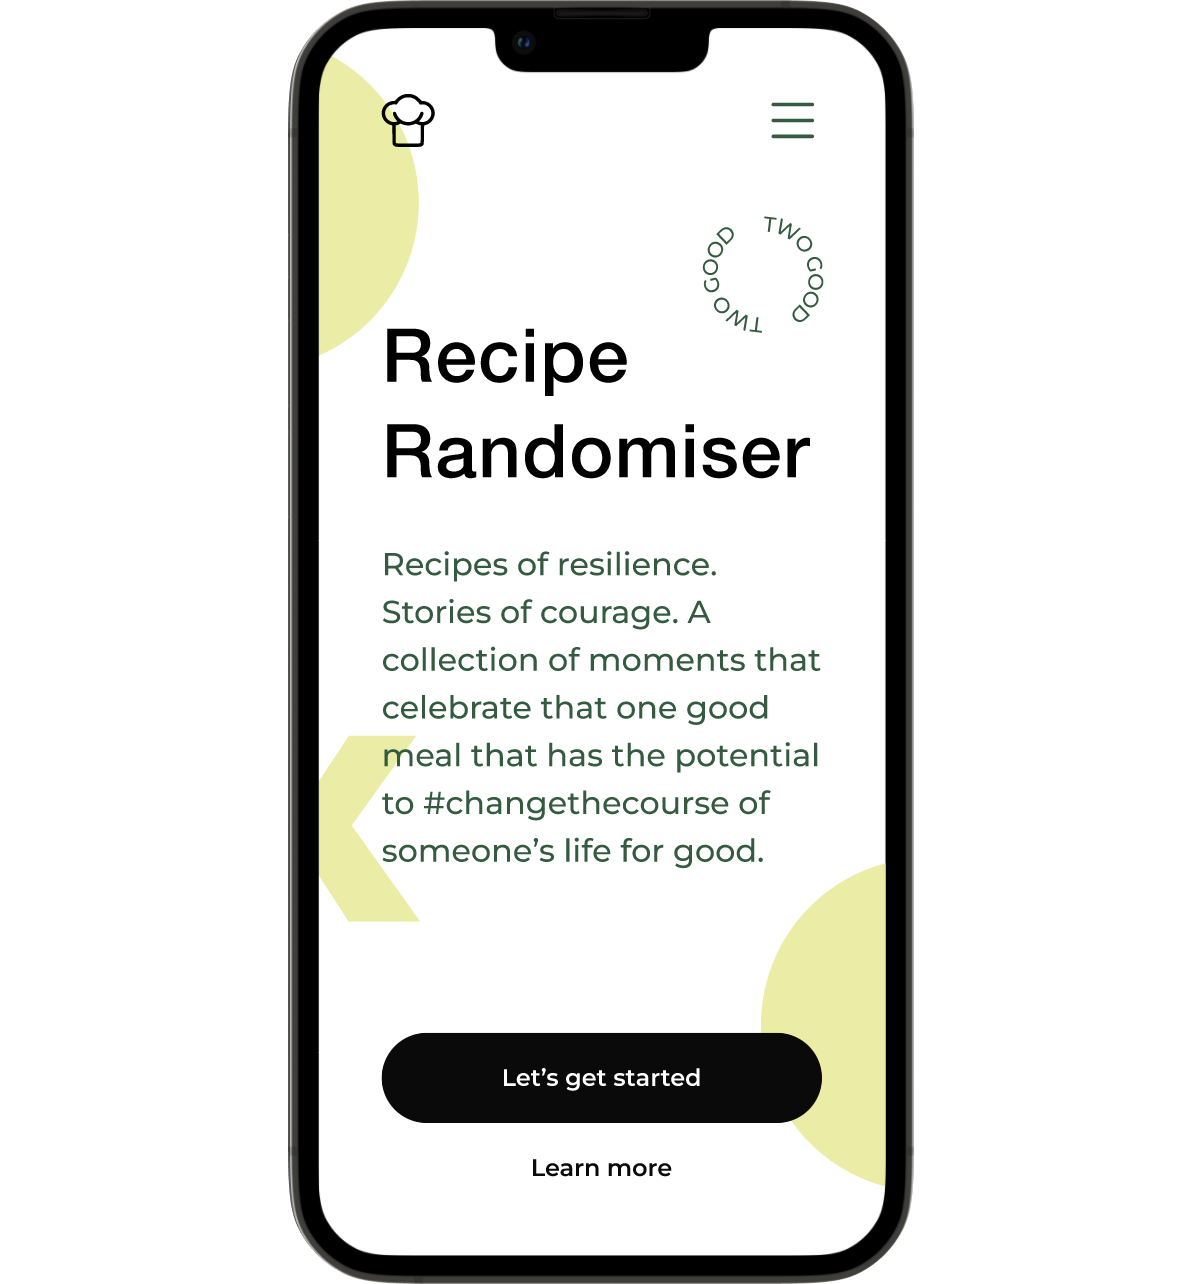 TWO GOOD TWO GOOD
Recipe
Randomiser
Recipes of resilience.
Stories of courage. A
collection of moments that
celebrate that one good
meal that has the potential
to #changethecourse of
someone’s life for good.
Let’s get started
Learn more